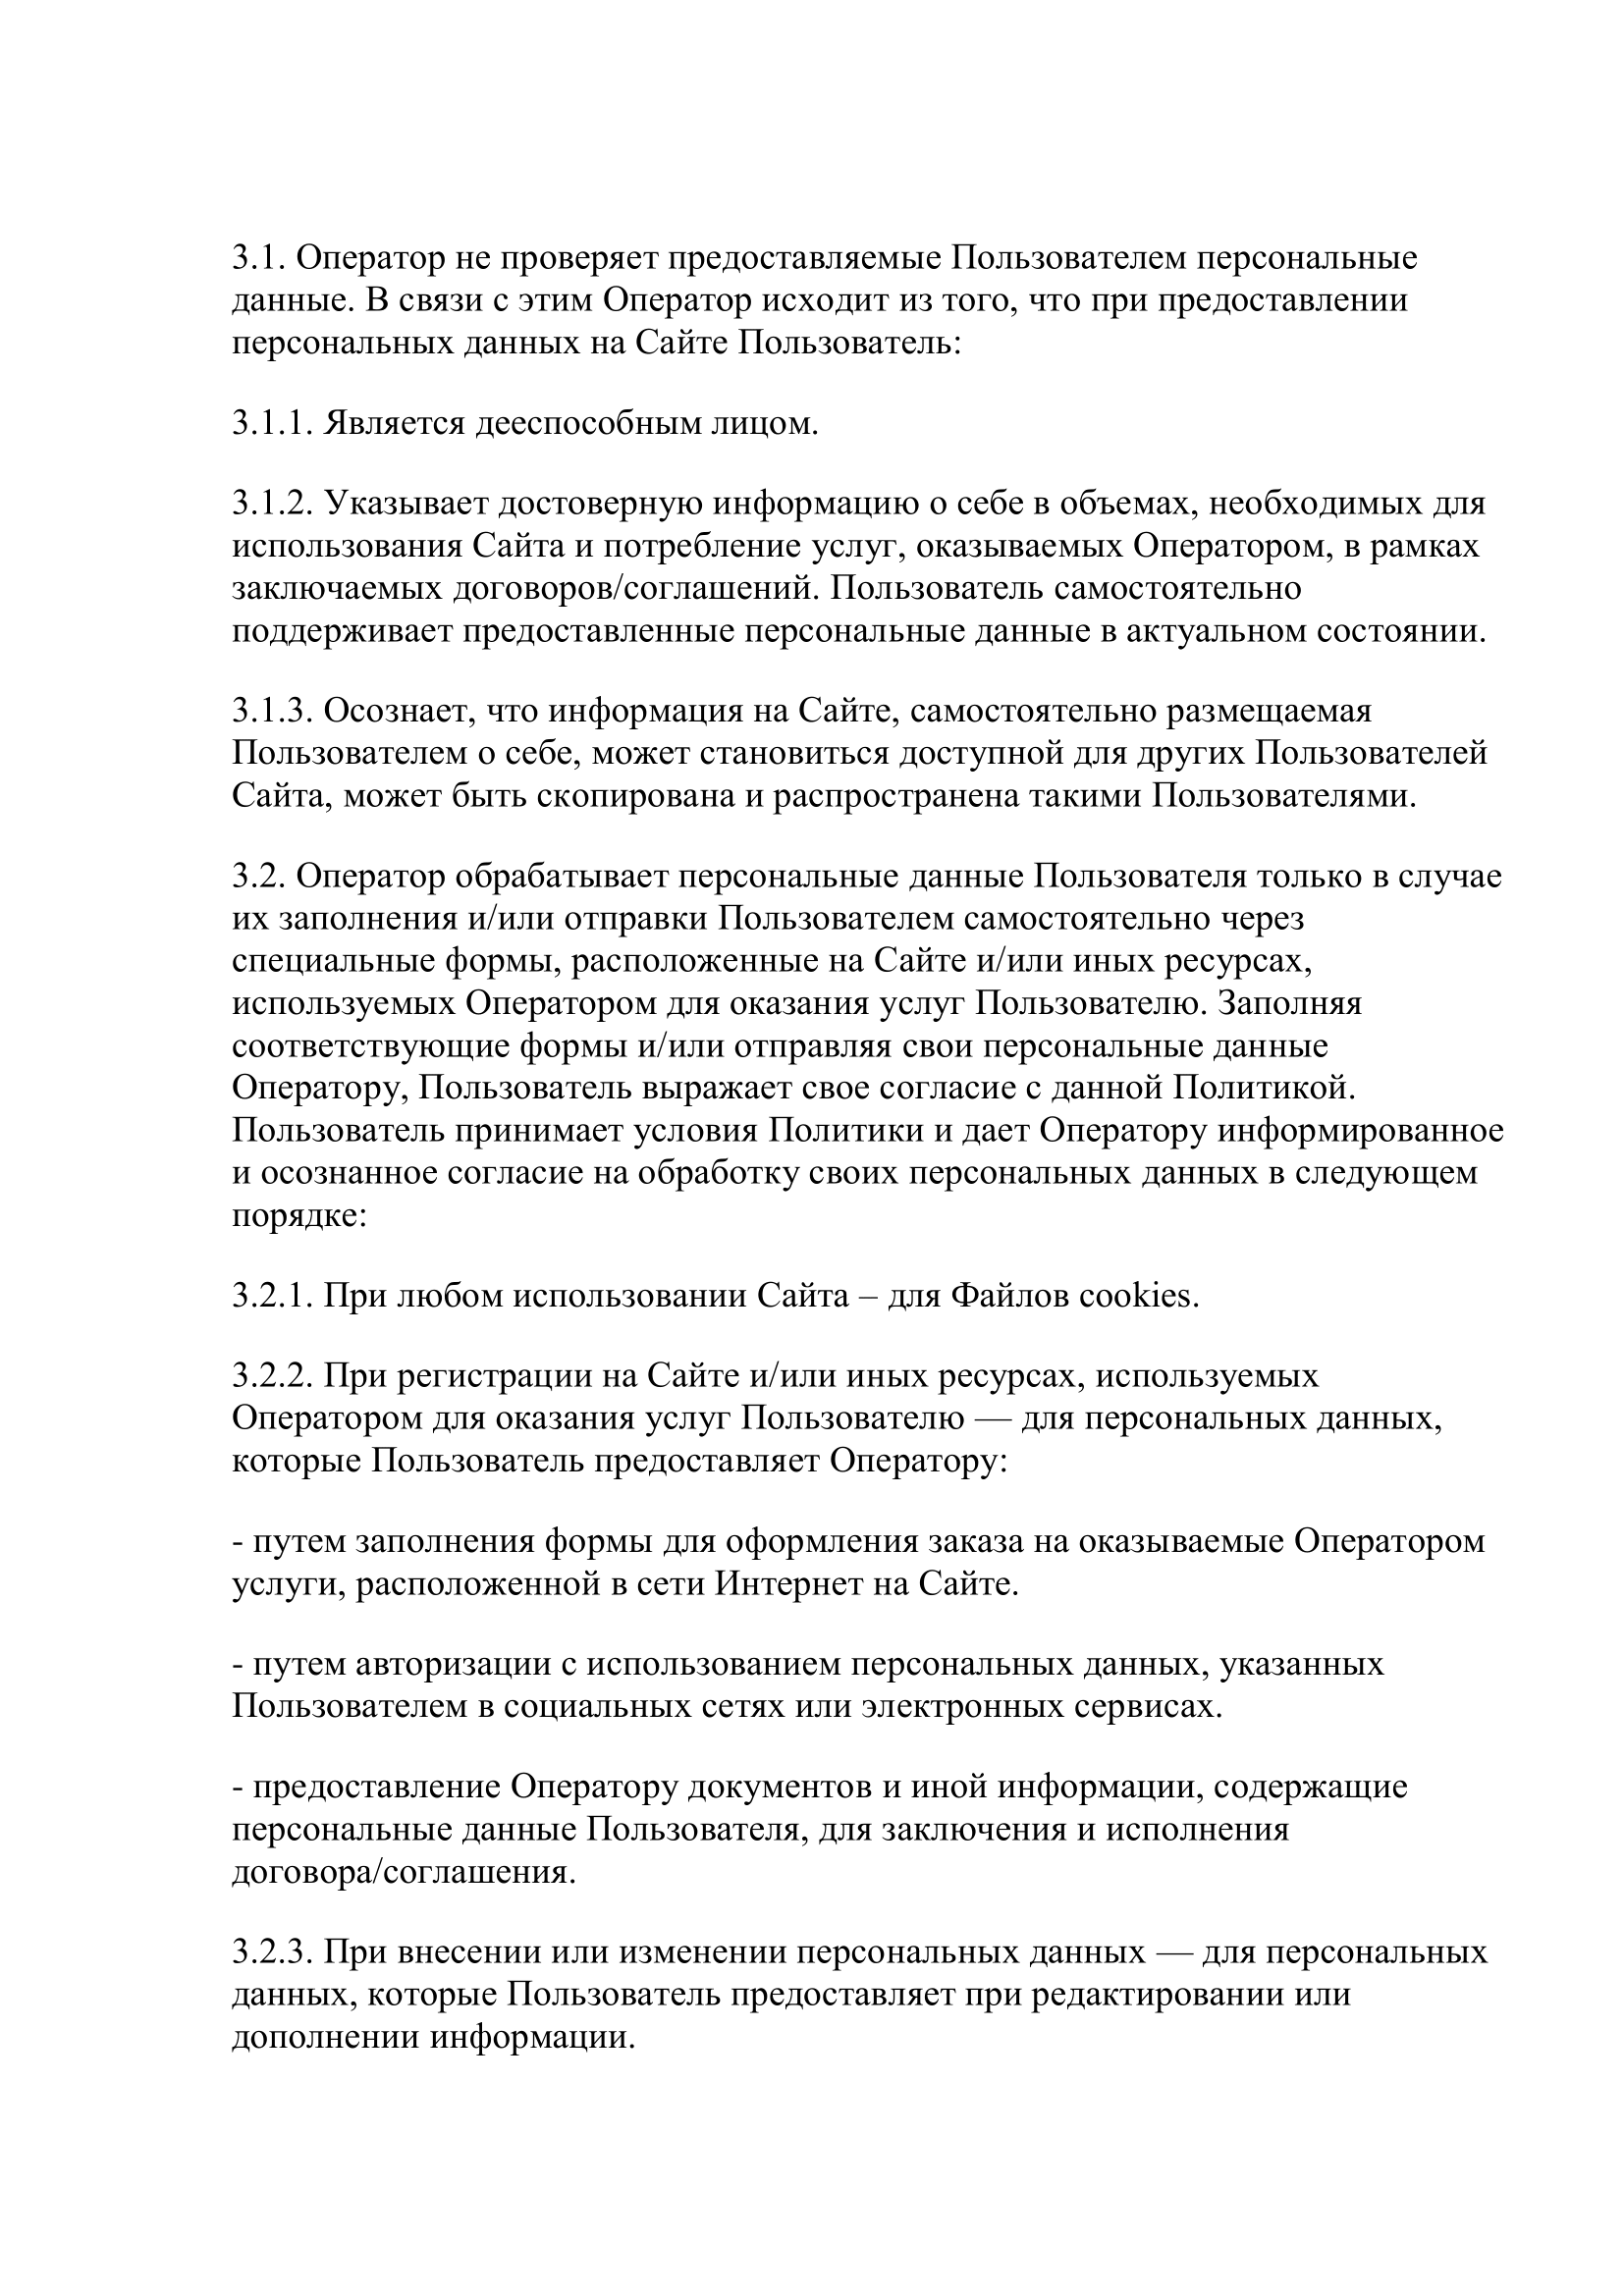 3.1. Оператор не проверяет предоставляемые Пользователем персональные
данные. В связи с этим Оператор исходит из того, что при предоставлении
персональных данных на Сайте Пользователь:
3.1.1. Является дееспособным лицом.
3.1.2. Указывает достоверную информацию о себе в объемах, необходимых для
использования Сайта и потребление услуг, оказываемых Оператором, в рамках
заключаемых договоров/соглашений. Пользователь самостоятельно
поддерживает предоставленные персональные данные в актуальном состоянии.
3.1.3. Осознает, что информация на Сайте, самостоятельно размещаемая
Пользователем о себе, может становиться доступной для других Пользователей
Сайта, может быть скопирована и распространена такими Пользователями.
3.2. Оператор обрабатывает персональные данные Пользователя только в случае
их заполнения и/или отправки Пользователем самостоятельно через
специальные формы, расположенные на Сайте и/или иных ресурсах,
используемых Оператором для оказания услуг Пользователю. Заполняя
соответствующие формы и/или отправляя свои персональные данные
Оператору, Пользователь выражает свое согласие с данной Политикой.
Пользователь принимает условия Политики и дает Оператору информированное
и осознанное согласие на обработку своих персональных данных в следующем
порядке:
3.2.1. При любом использовании Сайта – для Файлов cookies.
3.2.2. При регистрации на Сайте и/или иных ресурсах, используемых
Оператором для оказания услуг Пользователю — для персональных данных,
которые Пользователь предоставляет Оператору:
- путем заполнения формы для оформления заказа на оказываемые Оператором
услуги, расположенной в сети Интернет на Сайте.
- путем авторизации с использованием персональных данных, указанных
Пользователем в социальных сетях или электронных сервисах.
- предоставление Оператору документов и иной информации, содержащие
персональные данные Пользователя, для заключения и исполнения
договора/соглашения.
3.2.3. При внесении или изменении персональных данных — для персональных
данных, которые Пользователь предоставляет при редактировании или
дополнении информации.